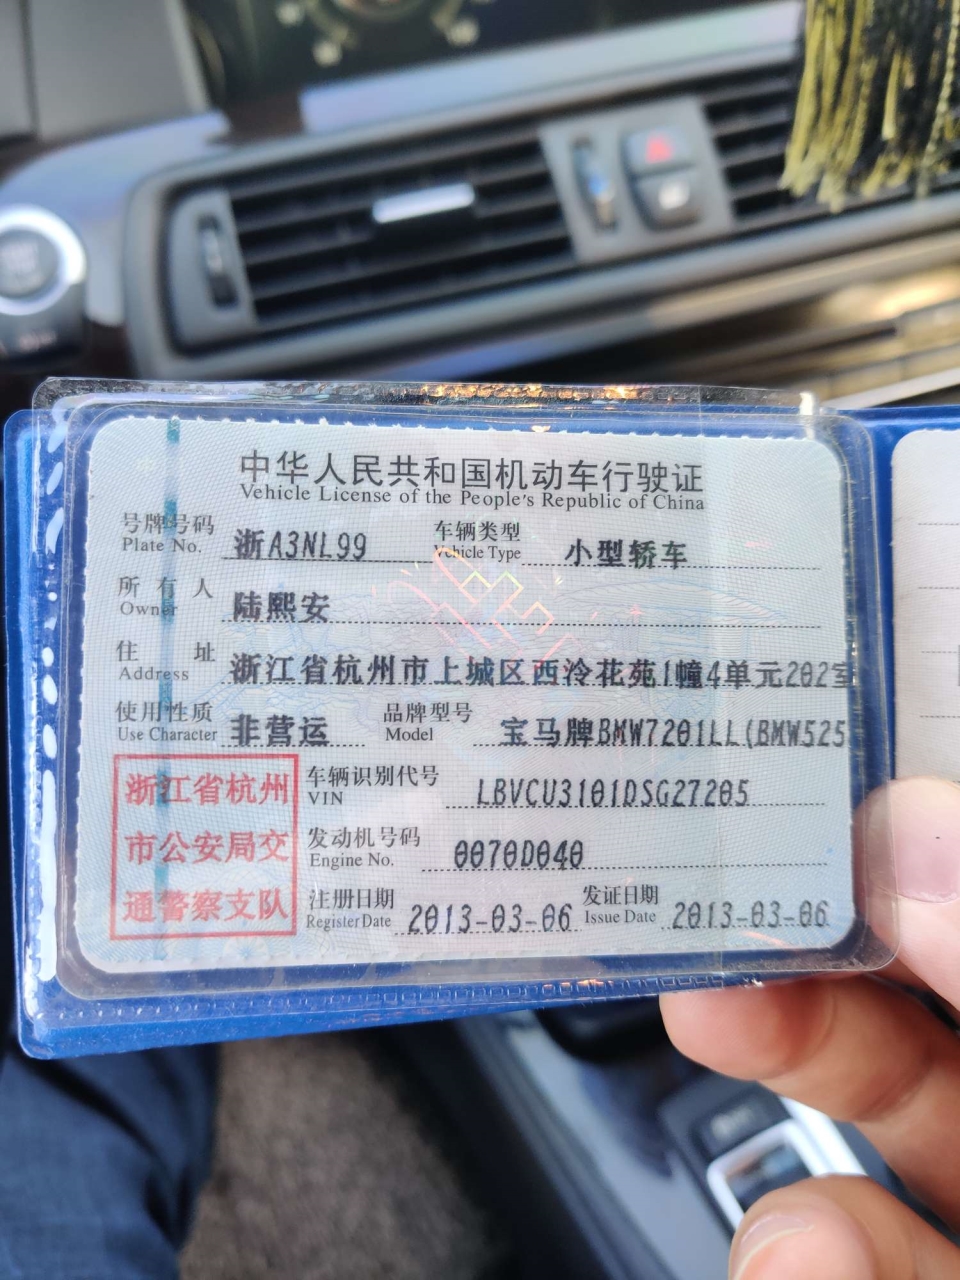 中华人民共和国机动车行驶证
Vehicle License of the People's Republic of China
号牌号码 浙A3NL99 车辆类型 小型轿车
Plate No. Vehicle Type
所有人 陆熙安
Owner
住址 浙江省杭州市上城区西泠花苑1幢4单元202室
Address
使用性质 非营运 品牌型号 宝马牌BMW7201LL(BMW525
Use Character Model
浙江省杭州
市公安局交
通警察支队
车辆识别代号 LBVCU3101DSG27205
VIN
发动机号码 0070D040
Engine No.
注册日期 2013-03-06 发证日期 2013-03-06
Register Date Issue Date